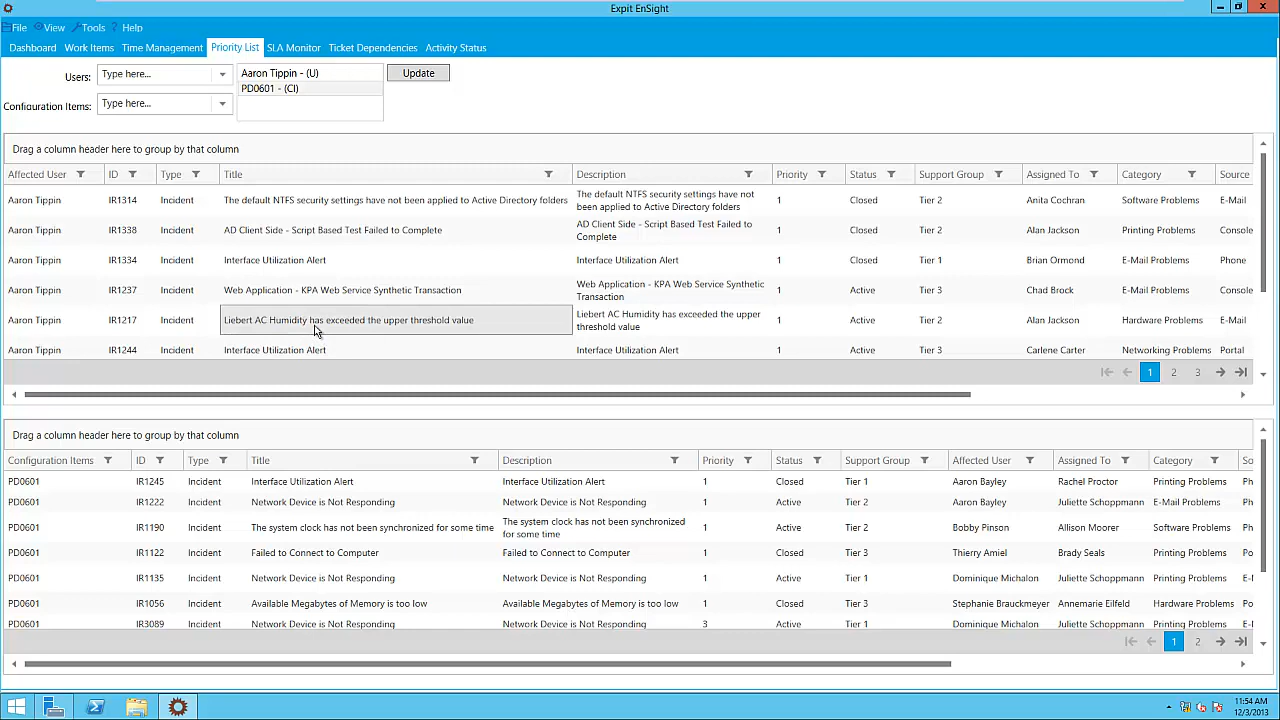 Expit EnSight
File View Tools Help
Dashboard Work Items Time Management Priority List SLA Monitor Ticket Dependencies Activity Status
Users: Type here... Aaron Tippin - (U) Update
PD0601 - (CI)
Configuration Items: Type here...
Drag a column header here to group by that column
Affected User ID Type Title Description Priority Status Support Group Assigned To Category Source
Aaron Tippin IR1314 Incident The default NTFS security settings have not been applied to Active Directory folders The default NTFS security settings have not 1 Closed Tier 2 Anita Cochran Software Problems E-Mail
been applied to Active Directory folders
Aaron Tippin IR1338 Incident AD Client Side - Script Based Test Failed to Complete AD Client Side - Script Based Test Failed to 1 Closed Tier 2 Alan Jackson Printing Problems Console
Complete
Aaron Tippin IR1334 Incident Interface Utilization Alert Interface Utilization Alert 1 Closed Tier 1 Brian Ormond E-Mail Problems Phone
Aaron Tippin IR1237 Incident Web Application - KPA Web Service Synthetic Transaction Web Application - KPA Web Service Synthetic 1 Active Tier 3 Chad Brock E-Mail Problems Console
Transaction
Aaron Tippin IR1217 Incident Liebert AC Humidity has exceeded the upper threshold value Liebert AC Humidity has exceeded the upper 1 Active Tier 2 Alan Jackson Hardware Problems E-Mail
threshold value
Aaron Tippin IR1244 Incident Interface Utilization Alert Interface Utilization Alert 1 Active Tier 3 Carlene Carter Networking Problems Portal
1 2 3
Drag a column header here to group by that column
Configuration Items ID Type Title Description Priority Status Support Group Affected User Assigned To Category So
PD0601 IR1245 Incident Interface Utilization Alert Interface Utilization Alert 1 Closed Tier 1 Aaron Bayley Rachel Proctor Printing Problems Ph
PD0601 IR1222 Incident Network Device is Not Responding Network Device is Not Responding 1 Active Tier 2 Aaron Bayley Juliette Schoppmann E-Mail Problems Ph
PD0601 IR1190 Incident The system clock has not been synchronized for some time The system clock has not been synchronized 1 Active Tier 2 Bobby Pinson Allison Moorer Software Problems Ph
for some time
PD0601 IR1122 Incident Failed to Connect to Computer Failed to Connect to Computer 1 Closed Tier 3 Thierry Amiel Brady Seals Printing Problems Ph
PD0601 IR1135 Incident Network Device is Not Responding Network Device is Not Responding 1 Active Tier 1 Dominique Michalon Juliette Schoppmann Printing Problems E-M
PD0601 IR1056 Incident Available Megabytes of Memory is too low Available Megabytes of Memory is too low 1 Closed Tier 3 Stephanie Brauckmeyer Annemarie Eilfeld Hardware Problems Po
PD0601 IR3089 Incident Network Device is Not Responding Network Device is Not Responding 3 Active Tier 1 Dominique Michalon Juliette Schoppmann Printing Problems E-M
1 2
11:54 AM
12/3/2013